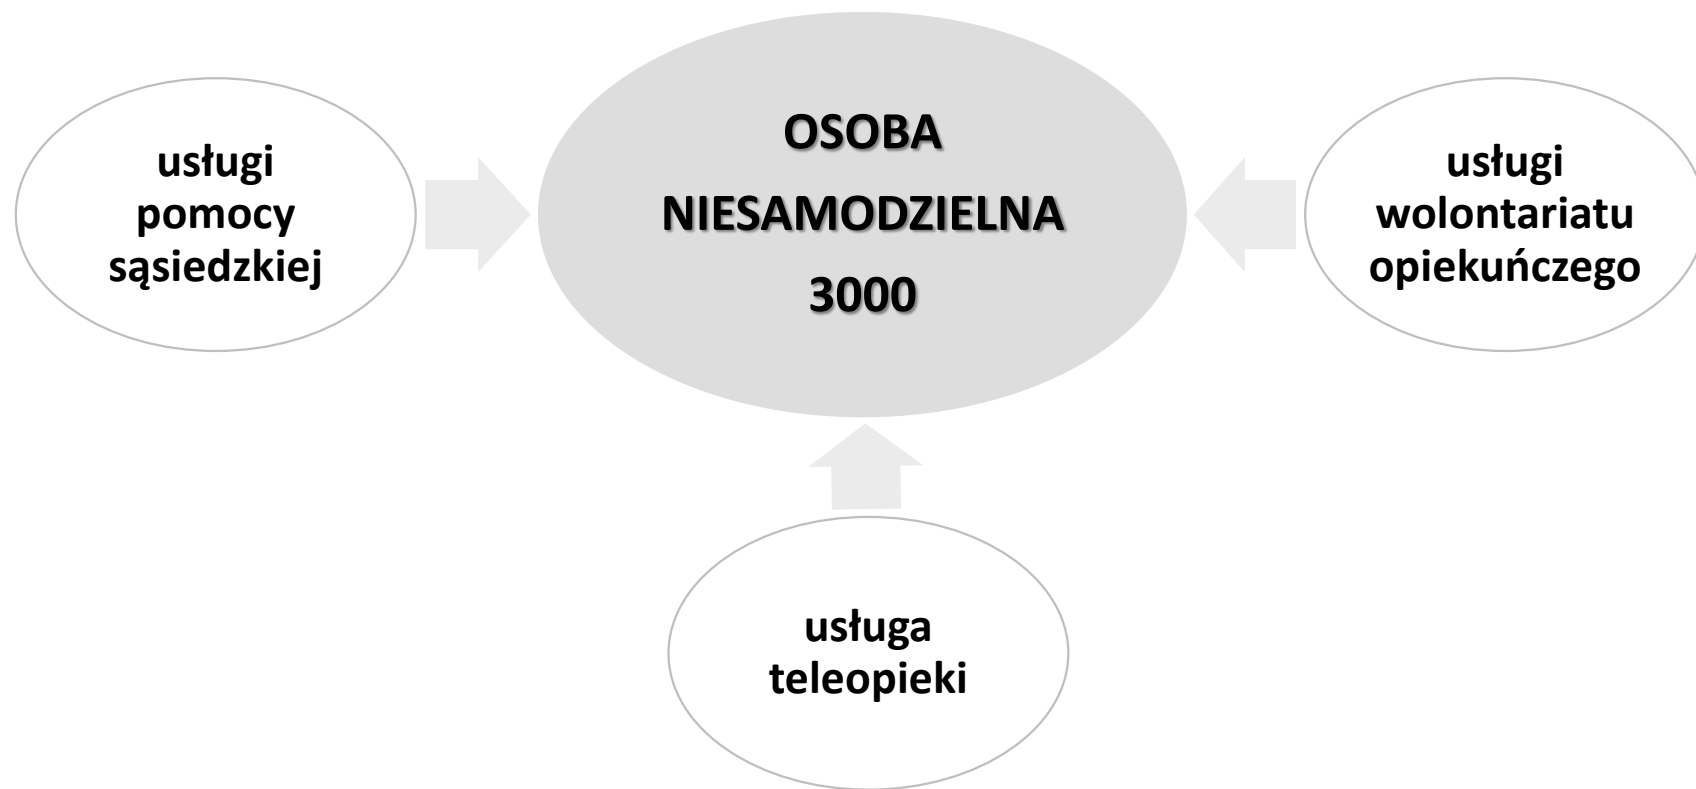 usługi
pomocy
sąsiedzkiej
OSOBA
NIESAMODZIELNA
3000
usługi
wolontariatu
opiekuńczego
usługa
teleopieki